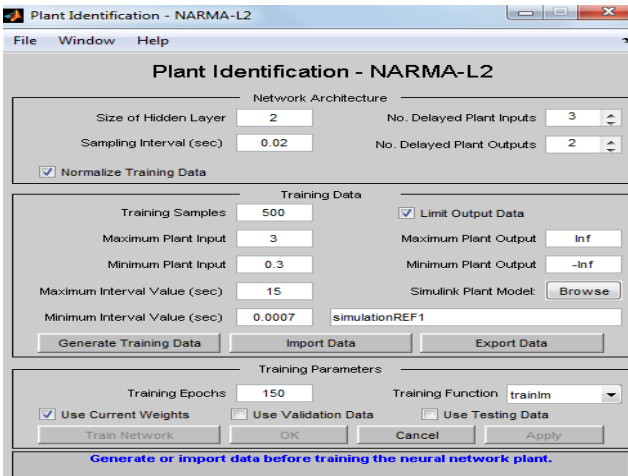 Plant Identification - NARMA-L2
File Window Help
Plant Identification - NARMA-L2
Network Architecture
Size of Hidden Layer 2 No. Delayed Plant Inputs 3
Sampling Interval (sec) 0.02 No. Delayed Plant Outputs 2
Normalize Training Data
Training Data
Training Samples 500 Limit Output Data
Maximum Plant Input 3 Maximum Plant Output Inf
Minimum Plant Input 0.3 Minimum Plant Output -Inf
Maximum Interval Value (sec) 15 Simulink Plant Model: Browse
Minimum Interval Value (sec) 0.0007 simulationREF1
Generate Training Data Import Data Export Data
Training Parameters
Training Epochs 150 Training Function trainlm
Use Current Weights Use Validation Data Use Testing Data
Train Network OK Cancel Apply
Generate or import data before training the neural network plant.